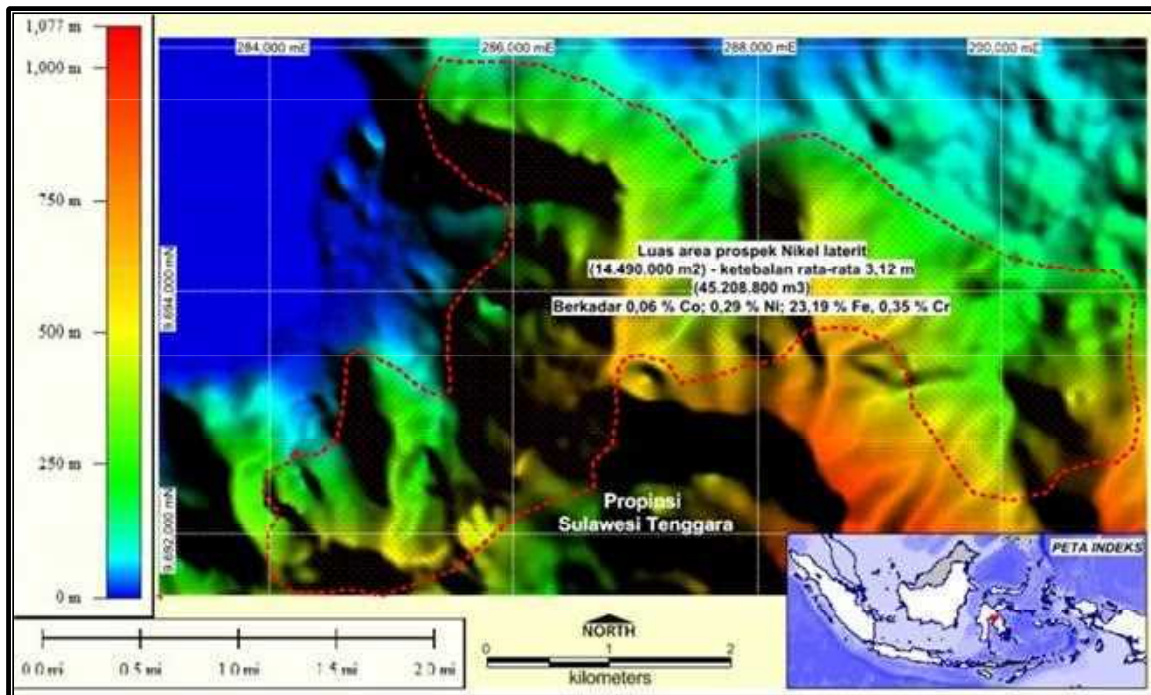 1,077 m
1,000 m
750 m
500 m
250 m
0 m
284,000 mE
286,000 mE
288,000 mE
290,000 mE
9,694,000 mN
9,692,000 mN
Luas area prospek Nikel laterit
(14.490.000 m2) - ketebalan rata-rata 3,12 m
(45.208.800 m3)
Berkadar 0,06 % Co; 0,29 % Ni; 23,19 % Fe, 0,35 % Cr
Propinsi
Sulawesi Tenggara
PETA INDEKS
0.0 mi 0.5 mi 1.0 mi 1.5 mi 2.0 mi
NORTH
0 1 2
kilometers